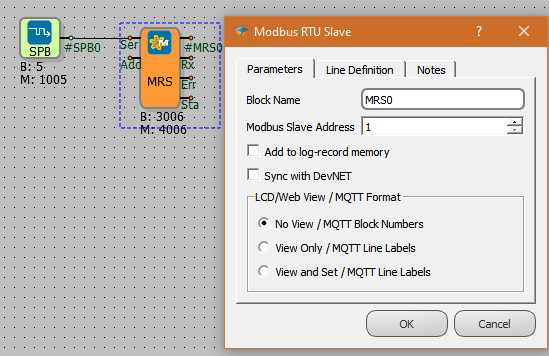 SPB
#SPB0
B: 5
M: 1005
Ser
#MRS0
Add
Rx
MRS
Err
Sta
B: 3006
M: 4006
Modbus RTU Slave
?
Parameters
Line Definition
Notes
Block Name
MRS0
Modbus Slave Address
1
Add to log-record memory
Sync with DevNET
LCD/Web View / MQTT Format
No View / MQTT Block Numbers
View Only / MQTT Line Labels
View and Set / MQTT Line Labels
OK
Cancel